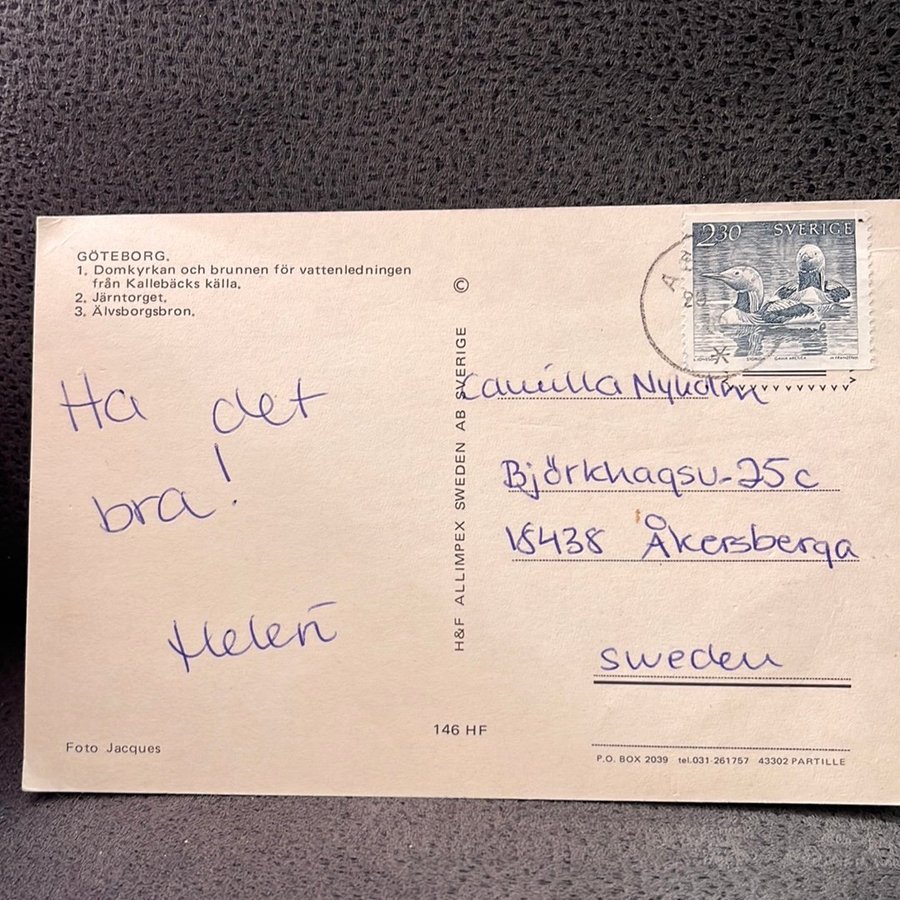 GÖTEBORG.
1. Domkyrkan och brunnen för vattenledningen
från Kallebäcks källa.
2. Järntorget.
3. Älvsborgsbron.
Ha det
bra!
Helen
Foto Jacques
©
H&F ALLIMPEX SWEDEN AB SVERIGE
146 HF
230 SVERIGE
Camilla Nyholm
Björkhagsv. 25c
18438 Åkersberga
sweden
P.O. BOX 2039 tel.031-261757 43302 PARTILLE